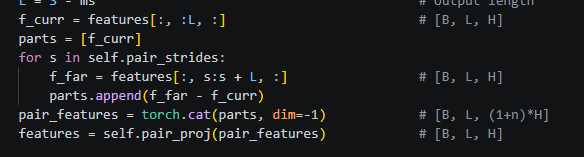 L = S - ms # output length
f_curr = features[:, :L, :] # [B, L, H]
parts = [f_curr]
for s in self.pair_strides:
    f_far = features[:, s:s + L, :] # [B, L, H]
    parts.append(f_far - f_curr)
pair_features = torch.cat(parts, dim=-1) # [B, L, (1+n)*H]
features = self.pair_proj(pair_features) # [B, L, H]